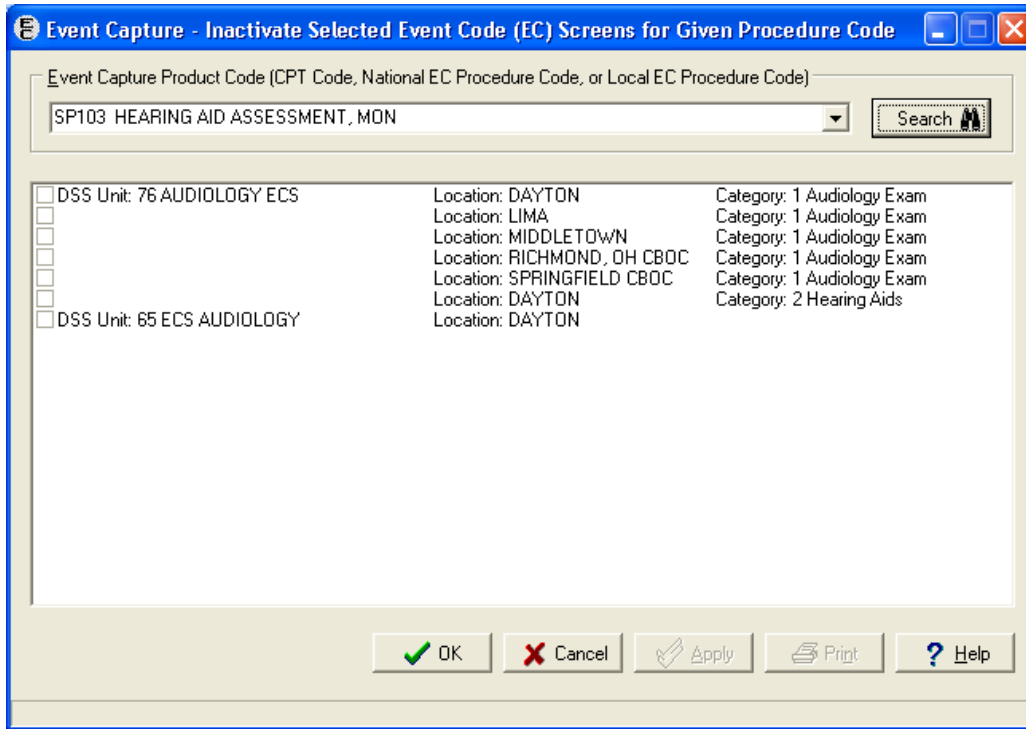 Event Capture - Inactivate Selected Event Code (EC) Screens for Given Procedure Code
Event Capture Product Code (CPT Code, National EC Procedure Code, or Local EC Procedure Code)
SP103 HEARING AID ASSESSMENT, MON
Search
DSS Unit: 76 AUDIOLOGY ECS Location: DAYTON Category: 1 Audiology Exam
Location: LIMA Category: 1 Audiology Exam
Location: MIDDLETOWN Category: 1 Audiology Exam
Location: RICHMOND, OH CBOC Category: 1 Audiology Exam
Location: SPRINGFIELD CBOC Category: 1 Audiology Exam
Location: DAYTON Category: 2 Hearing Aids
DSS Unit: 65 ECS AUDIOLOGY Location: DAYTON
OK Cancel Apply Print ? Help